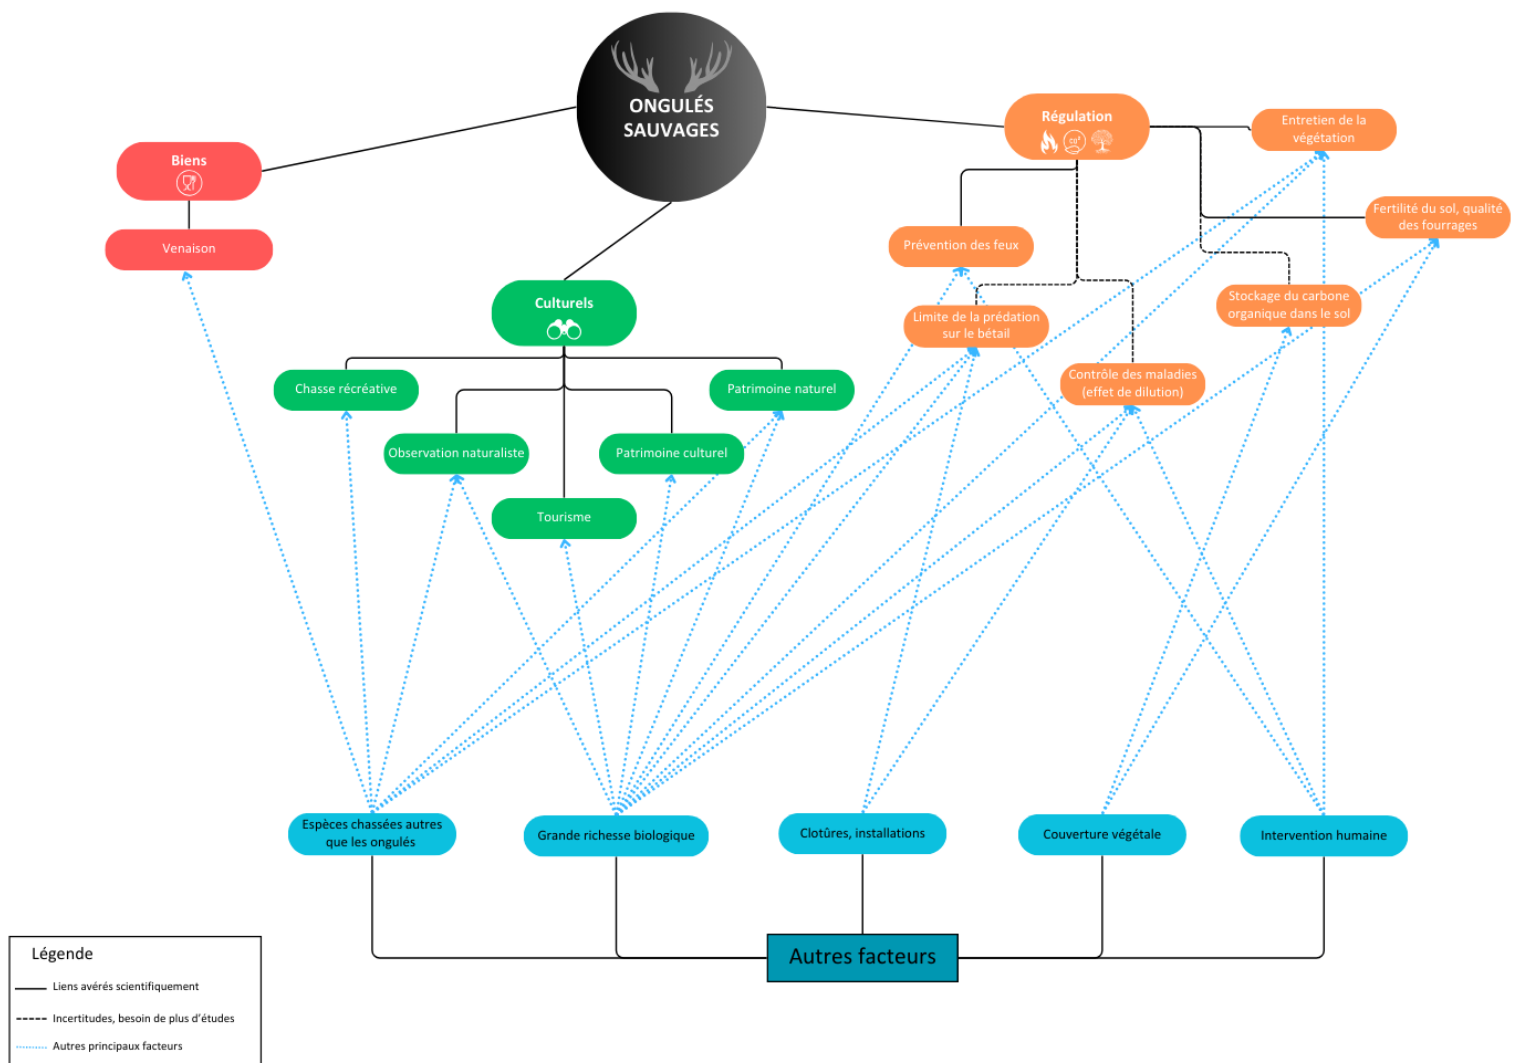 ONGULÉS
SAUVAGES
Biens
Venaison
Culturels
Chasse récréative
Patrimoine naturel
Observation naturaliste
Patrimoine culturel
Tourisme
Régulation
CO²
Entretien de la
végétation
Fertilité du sol, qualité
des fourrages
Prévention des feux
Stockage du carbone
organique dans le sol
Limite de la prédation
sur le bétail
Contrôle des maladies
(effet de dilution)
Espèces chassées autres
que les ongulés
Grande richesse biologique
Clotûres, installations
Couverture végétale
Intervention humaine
Autres facteurs
Légende
Liens avérés scientifiquement
Incertitudes, besoin de plus d'études
Autres principaux facteurs